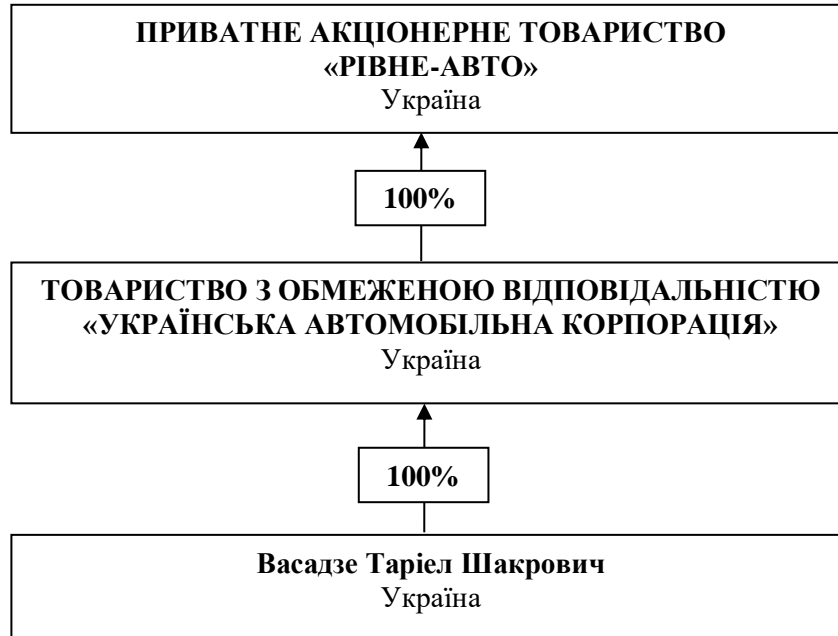 ПРИВАТНЕ АКЦІОНЕРНЕ ТОВАРИСТВО
«РІВНЕ-АВТО»
Україна
100%
ТОВАРИСТВО З ОБМЕЖЕНОЮ ВІДПОВІДАЛЬНІСТЮ
«УКРАЇНСЬКА АВТОМОБІЛЬНА КОРПОРАЦІЯ»
Україна
100%
Васадзе Таріел Шакрович
Україна